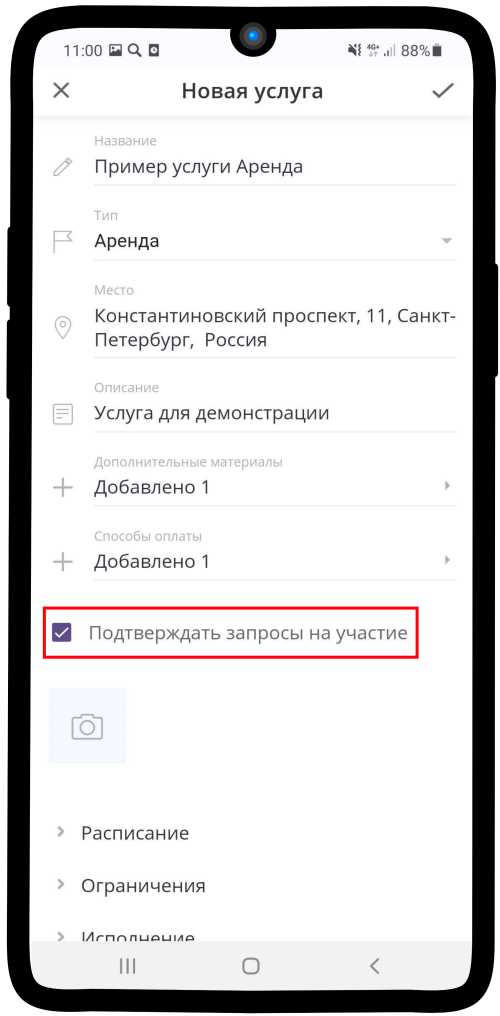 11:00 4G+ 88%
Новая услуга
Название
Пример услуги Аренда
Тип
Аренда
Место
Константиновский проспект, 11, Санкт-
Петербург, Россия
Описание
Услуга для демонстрации
Дополнительные материалы
Добавлено 1
Способы оплаты
Добавлено 1
Подтверждать запросы на участие
Расписание
Ограничения
Исполнение